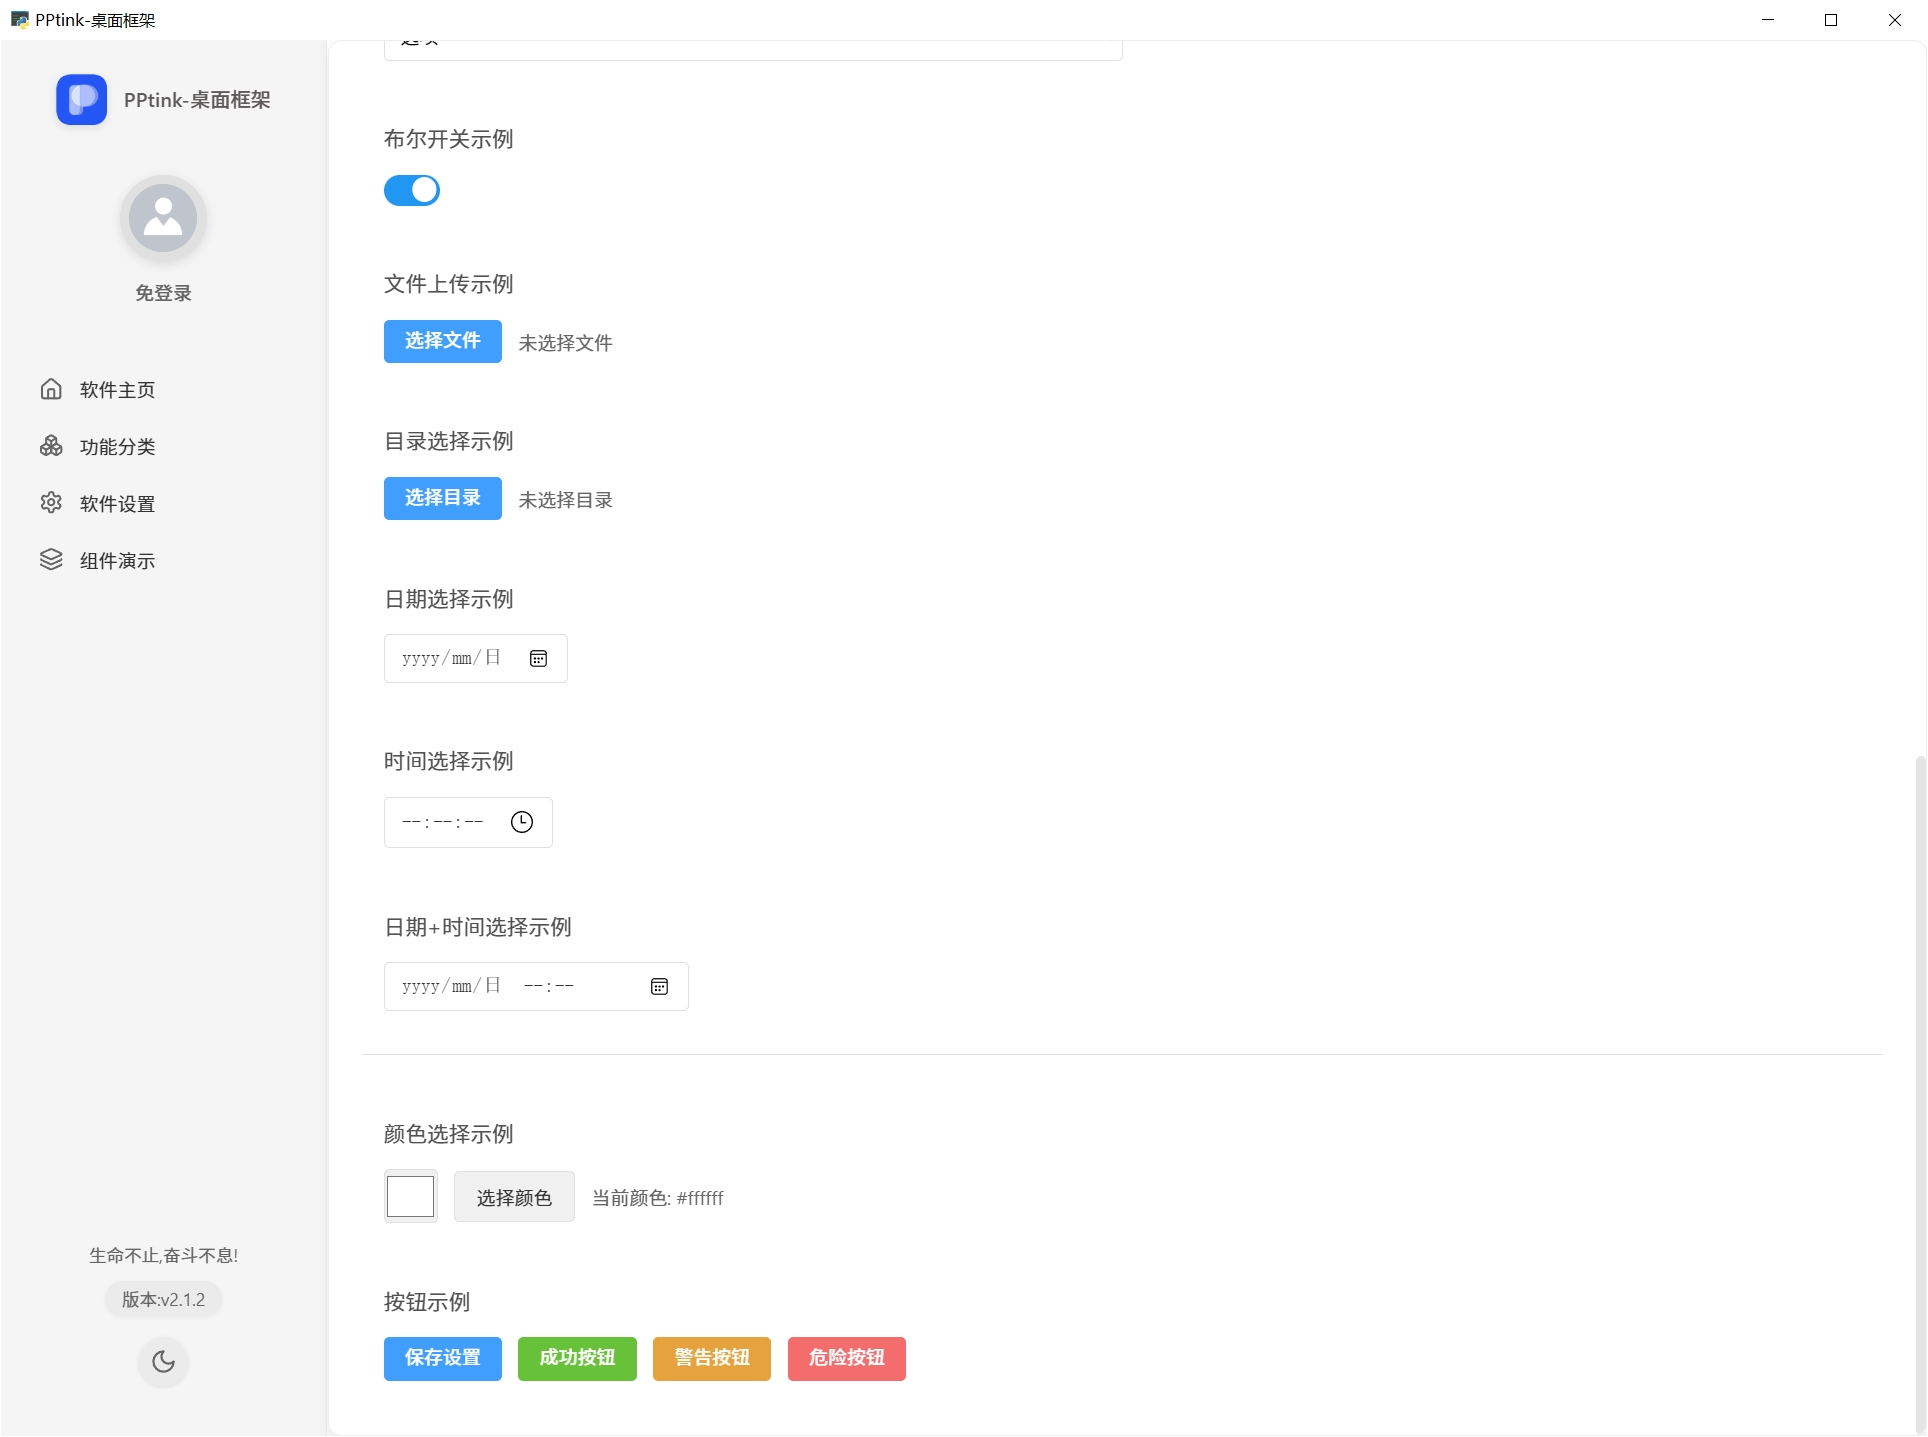 PPtink-桌面框架
PPtink-桌面框架
免登录
软件主页
功能分类
软件设置
组件演示
生命不止,奋斗不息!
版本:v2.1.2
布尔开关示例
文件上传示例
选择文件 未选择文件
目录选择示例
选择目录 未选择目录
日期选择示例
yyyy/mm/日
时间选择示例
--:--:--
日期+时间选择示例
yyyy/mm/日 --:--
颜色选择示例
选择颜色 当前颜色: #ffffff
按钮示例
保存设置 成功按钮 警告按钮 危险按钮